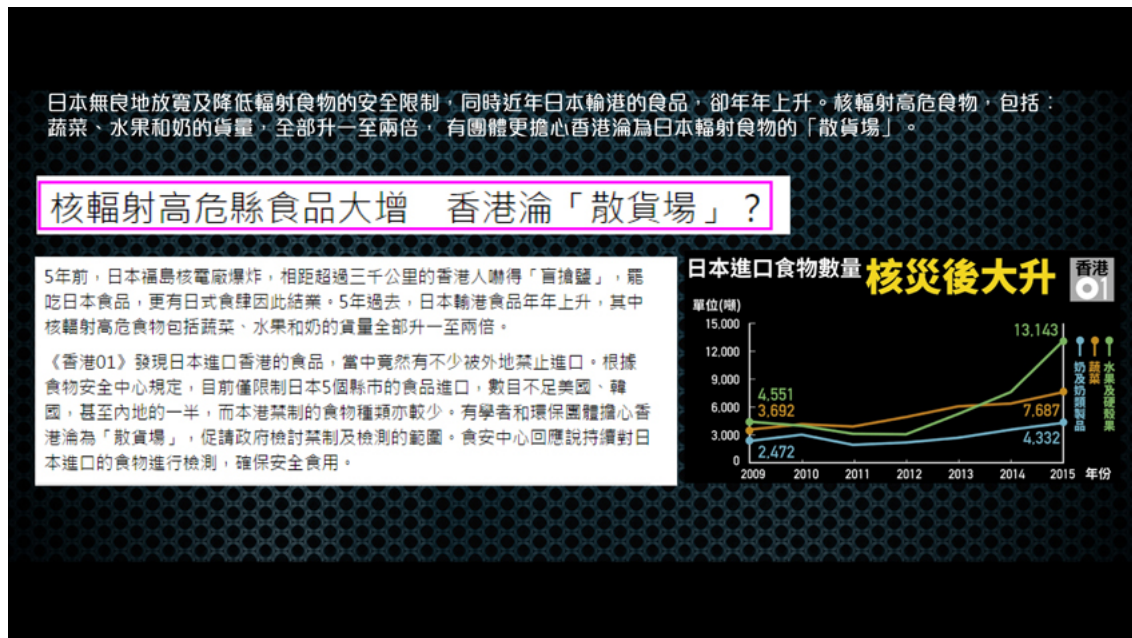 日本無良地放寬及降低輻射食物的安全限制，同時近年日本輸港的食品，卻年年上升。核輻射高危食物，包括：
蔬菜、水果和奶的貨量，全部升一至兩倍， 有團體更擔心香港淪為日本輻射食物的「散貨場」。
核輻射高危縣食品大增　香港淪「散貨場」？
5年前，日本福島核電廠爆炸，相距超過三千公里的香港人嚇得「盲搶鹽」，罷
吃日本食品，更有日式食肆因此結業。5年過去，日本輸港食品年年上升，其中
核輻射高危食物包括蔬菜、水果和奶的貨量全部升一至兩倍。
《香港01》發現日本進口香港的食品，當中竟然有不少被外地禁止進口。根據
食物安全中心規定，目前僅限制日本5個縣市的食品進口，數目不足美國、韓
國，甚至內地的一半，而本港禁制的食物種類亦較少。有學者和環保團體擔心香
港淪為「散貨場」，促請政府檢討禁制及檢測的範圍。食安中心回應說持續對日
本進口的食物進行檢測，確保安全食用。
日本進口食物數量 核災後大升
香港
01
單位(噸)
15,000
12,000
9,000
6,000
3,000
0
4,551
3,692
2,472
13,143
7,687
4,332
奶及奶類製品
蔬菜
水果及硬殼果
2009 2010 2011 2012 2013 2014 2015 年份